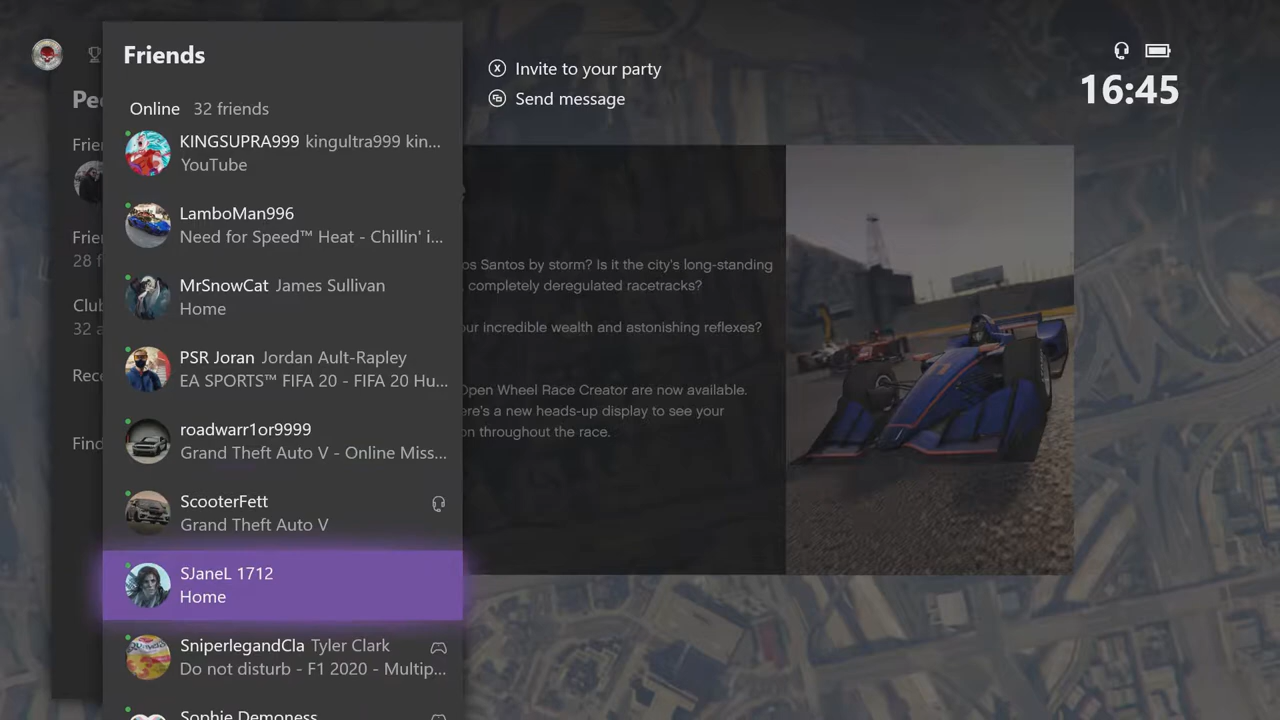 Friends
Online 32 friends
KINGSUPRA999 kingultra999 kin...
YouTube
LamboMan996
Need for Speed™ Heat - Chillin' i...
MrSnowCat James Sullivan
Home
PSR Joran Jordan Ault-Rapley
EA SPORTS™ FIFA 20 - FIFA 20 Hu...
roadwarr1or9999
Grand Theft Auto V - Online Miss...
ScooterFett
Grand Theft Auto V
SJaneL 1712
Home
SniperlegandCla Tyler Clark
Do not disturb - F1 2020 - Multip...
Sophie Demoness
Pe
Frie
Frie
28 f
Club
32 a
Rece
Find
Invite to your party
Send message
16:45
os Santos by storm? Is it the city's long-standing
completely deregulated racetracks?
ur incredible wealth and astonishing reflexes?
Open Wheel Race Creator are now available.
ere's a new heads-up display to see your
on throughout the race.